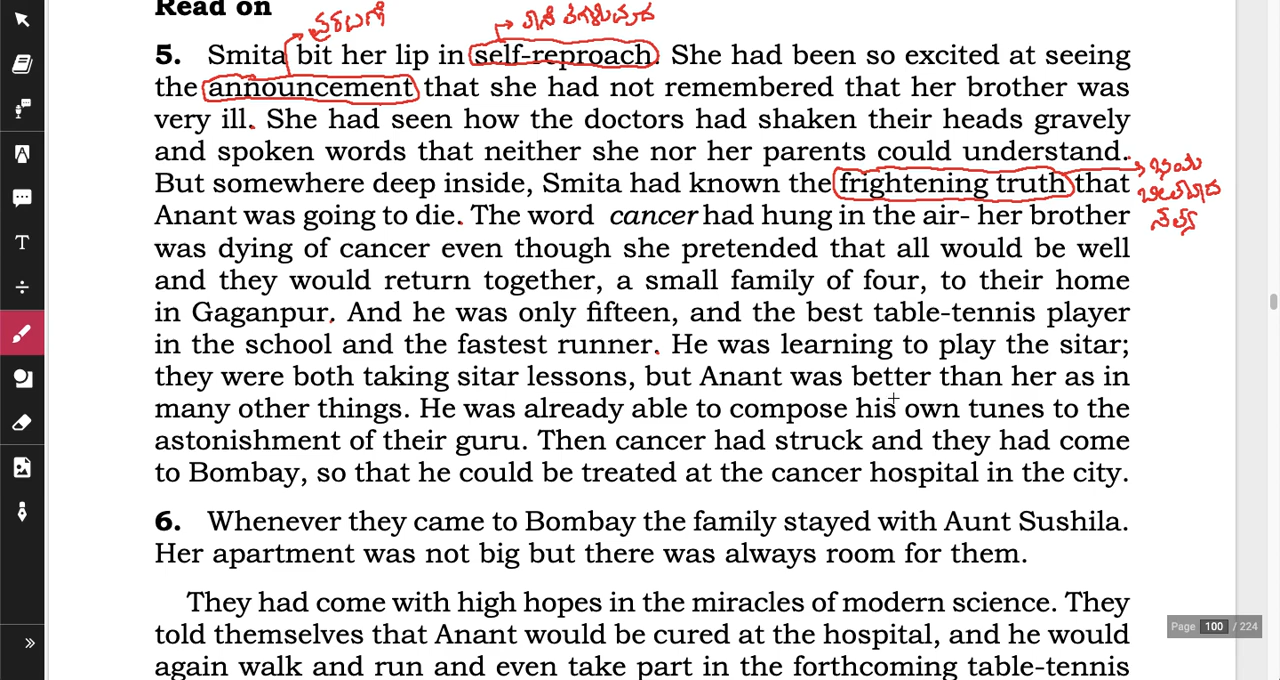 Read on
ಪ್ರಕಟಣೆ
5. Smita bit her lip in self-reproach. She had been so excited at seeing
the announcement that she had not remembered that her brother was
very ill. She had seen how the doctors had shaken their heads gravely
and spoken words that neither she nor her parents could understand.
But somewhere deep inside, Smita had known the frightening truth that
ಭಯ
ಸತ್ಯ
Anant was going to die. The word cancer had hung in the air- her brother
was dying of cancer even though she pretended that all would be well
and they would return together, a small family of four, to their home
in Gaganpur. And he was only fifteen, and the best table-tennis player
in the school and the fastest runner. He was learning to play the sitar;
they were both taking sitar lessons, but Anant was better than her as in
many other things. He was already able to compose his own tunes to the
astonishment of their guru. Then cancer had struck and they had come
to Bombay, so that he could be treated at the cancer hospital in the city.
6. Whenever they came to Bombay the family stayed with Aunt Sushila.
Her apartment was not big but there was always room for them.
They had come with high hopes in the miracles of modern science. They
told themselves that Anant would be cured at the hospital, and he would
again walk and run and even take part in the forthcoming table-tennis
Page 100 / 224